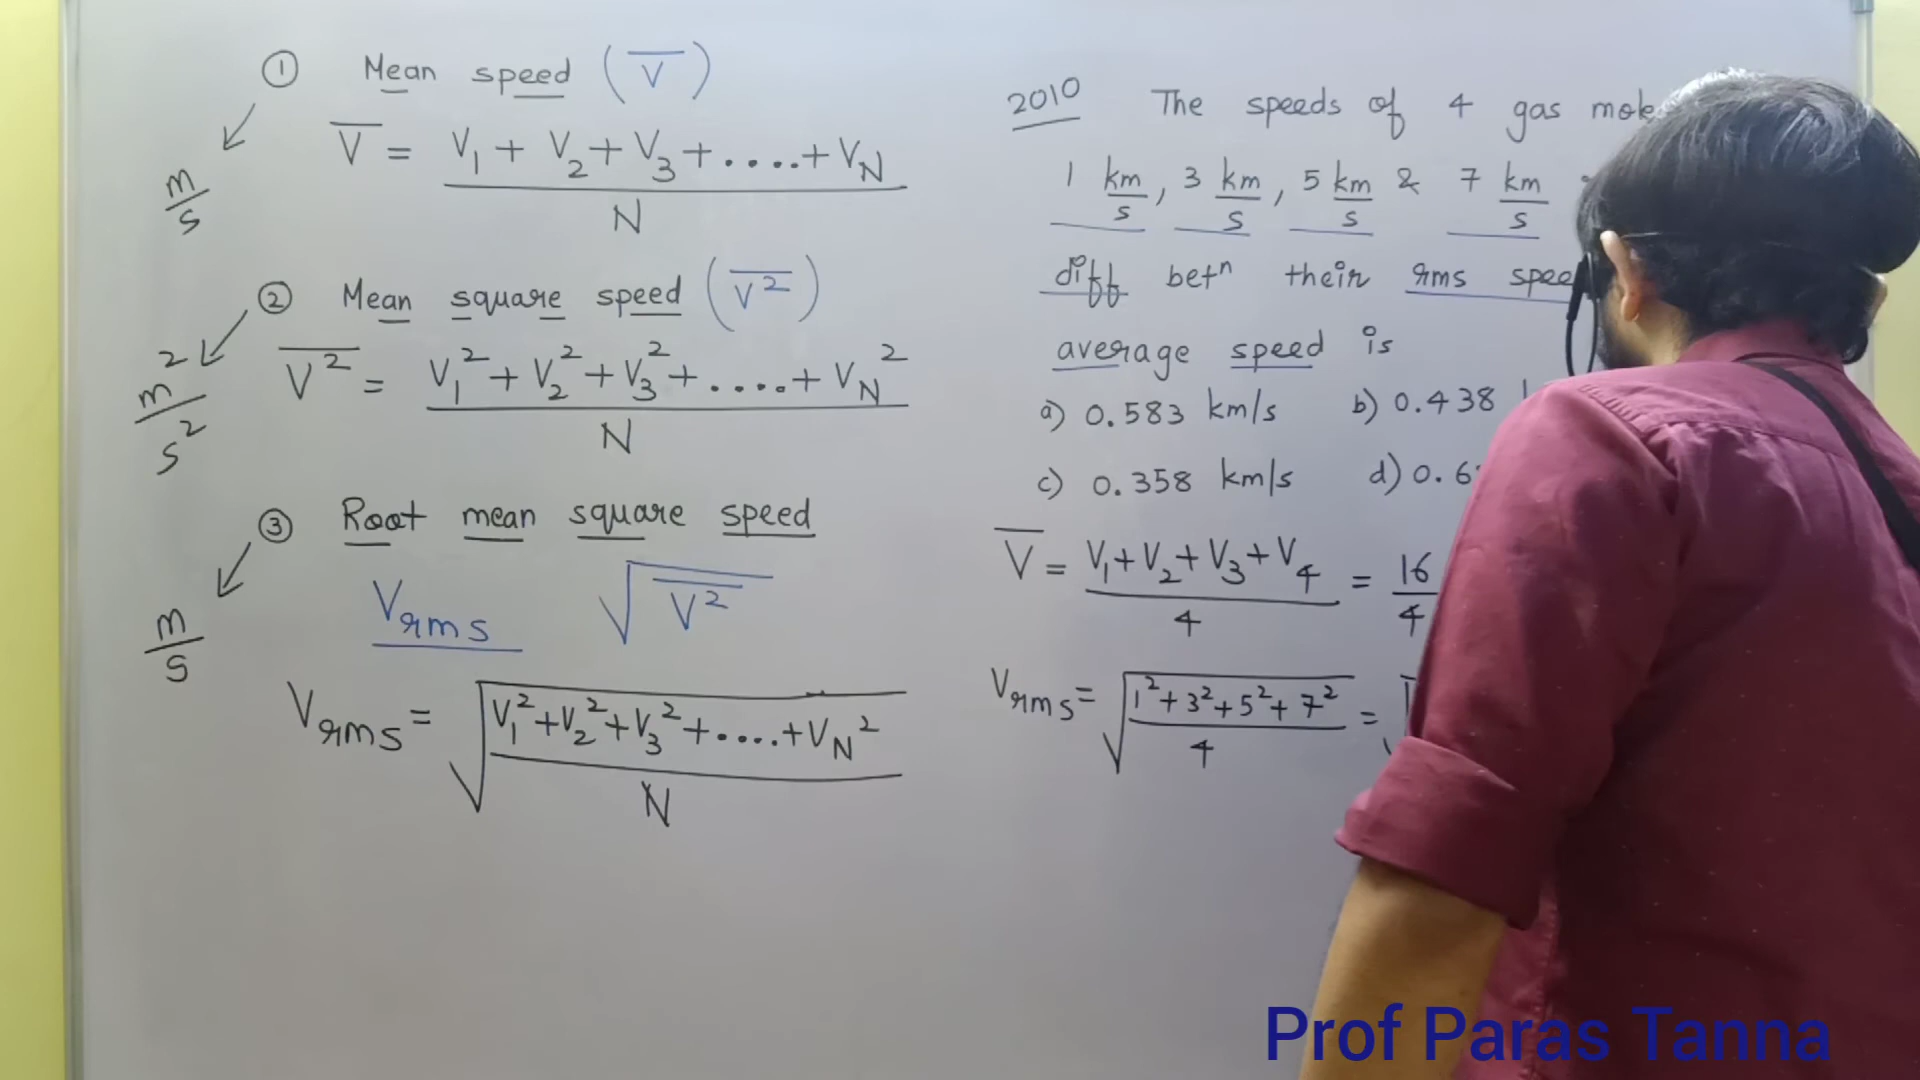 ① Mean speed (V̅)
V̅ = V₁ + V₂ + V₃ + .... + V_N
N
m
s
② Mean square speed (V̅²)
V̅² = V₁² + V₂² + V₃² + .... + V_N²
N
m²
s²
③ Root mean square speed
V_rms √V̅²
m
s
V_rms = √V₁² + V₂² + V₃² + .... + V_N²
N
2010 The speeds of 4 gas
1 km/s, 3 km/s, 5 km/s & 7 km/s
diff betⁿ their rms
average speed is
a) 0.583 km/s b) 0.438
c) 0.358 km/s d)
V̅ = V₁ + V₂ + V₃ + V₄ = 16
4 4
V_rms = √1² + 3² + 5² + 7² =
4
Prof Paras Tanna